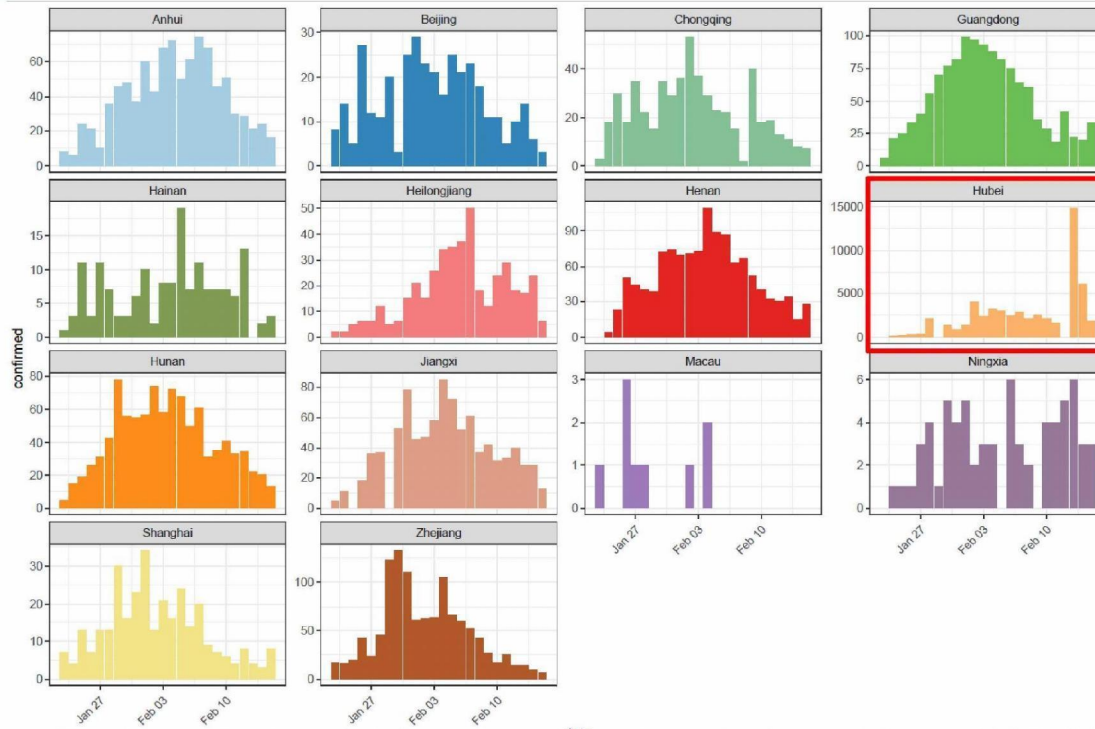 Anhui
Beijing
Chongqing
Guangdong
60
40
20
0
30
20
10
0
40
20
0
100
75
50
25
0
Hainan
Heilongjiang
Henan
Hubei
15
10
5
0
50
40
30
20
10
0
90
60
30
0
15000
10000
5000
0
confirmed
Hunan
Jiangxi
Macau
Ningxia
80
60
40
20
0
80
60
40
20
0
3
2
1
0
6
4
2
0
Jan 27
Feb 03
Feb 10
Jan 27
Feb 03
Feb 10
Shanghai
Zhejiang
30
20
10
0
100
50
0
Jan 27
Feb 03
Feb 10
Jan 27
Feb 03
Feb 10